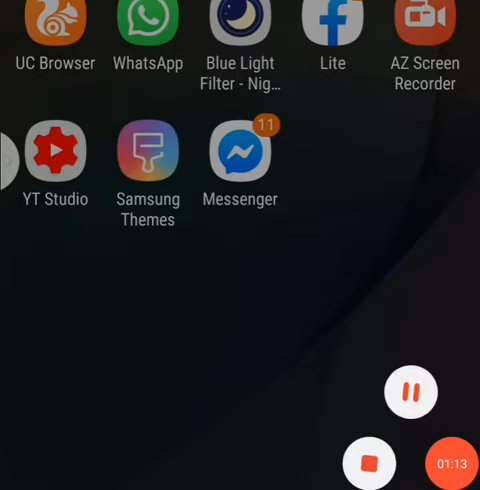 UC Browser
WhatsApp
Blue Light
Filter - Nig...
Lite
AZ Screen
Recorder
11
YT Studio
Samsung
Themes
Messenger
01:13